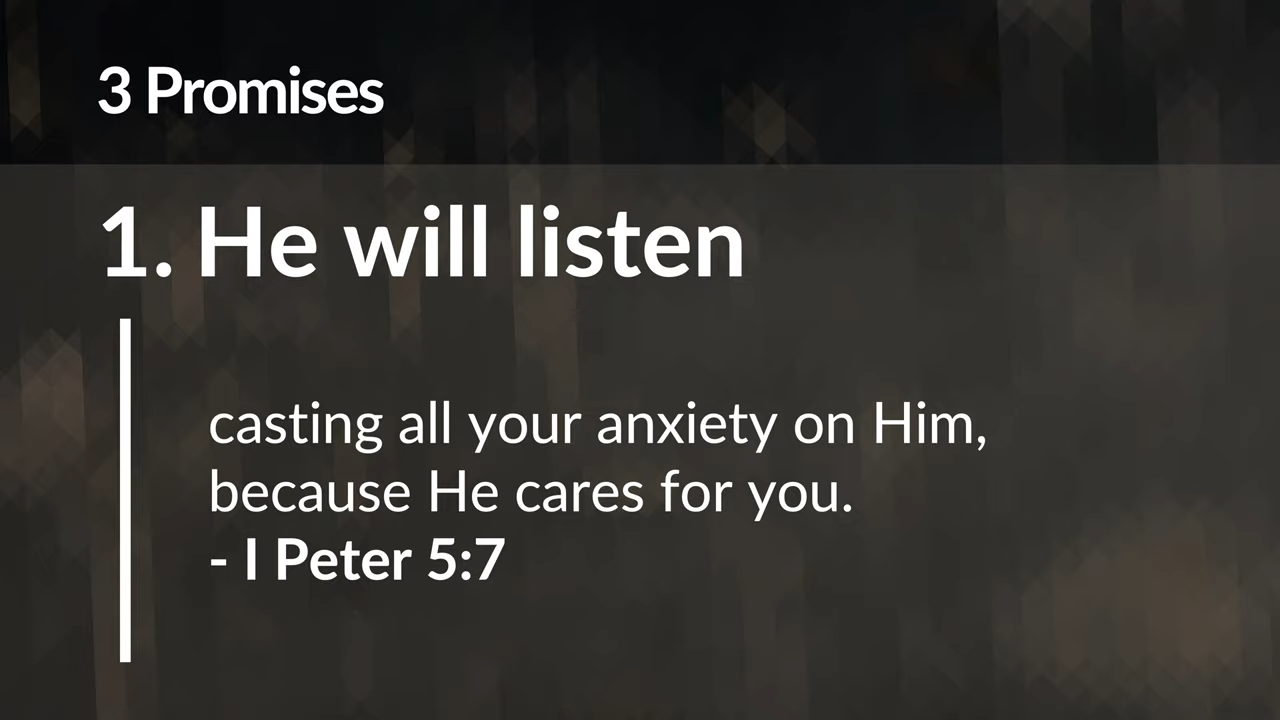 3 Promises
1. He will listen
casting all your anxiety on Him,
because He cares for you.
- I Peter 5:7